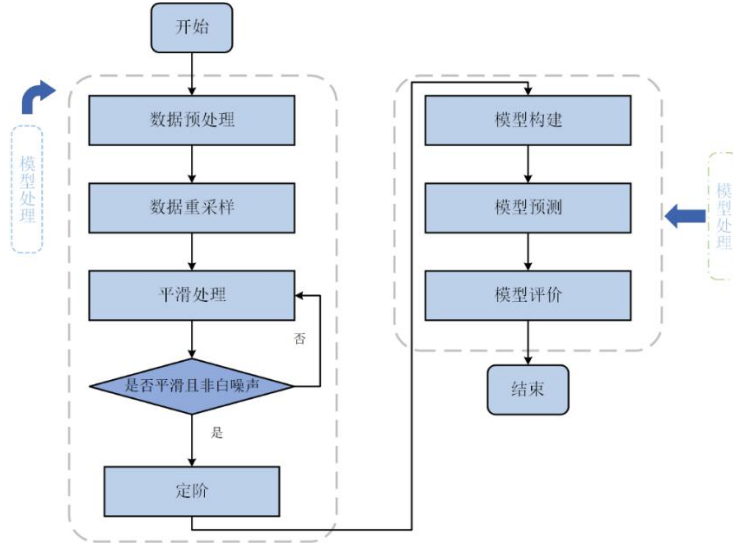 开始
模型处理
数据预处理
数据重采样
平滑处理
否
是否平滑且非白噪声
是
定阶
模型构建
模型预测
模型评价
结束
模型处理